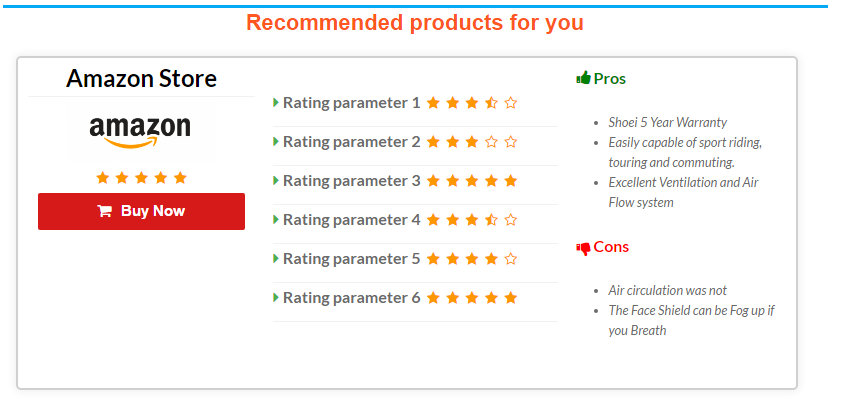 Recommended products for you
Amazon Store
amazon
Buy Now
Rating parameter 1
Rating parameter 2
Rating parameter 3
Rating parameter 4
Rating parameter 5
Rating parameter 6
Pros
Shoei 5 Year Warranty
Easily capable of sport riding,
touring and commuting.
Excellent Ventilation and Air
Flow system
Cons
Air circulation was not
The Face Shield can be Fog up if
you Breath